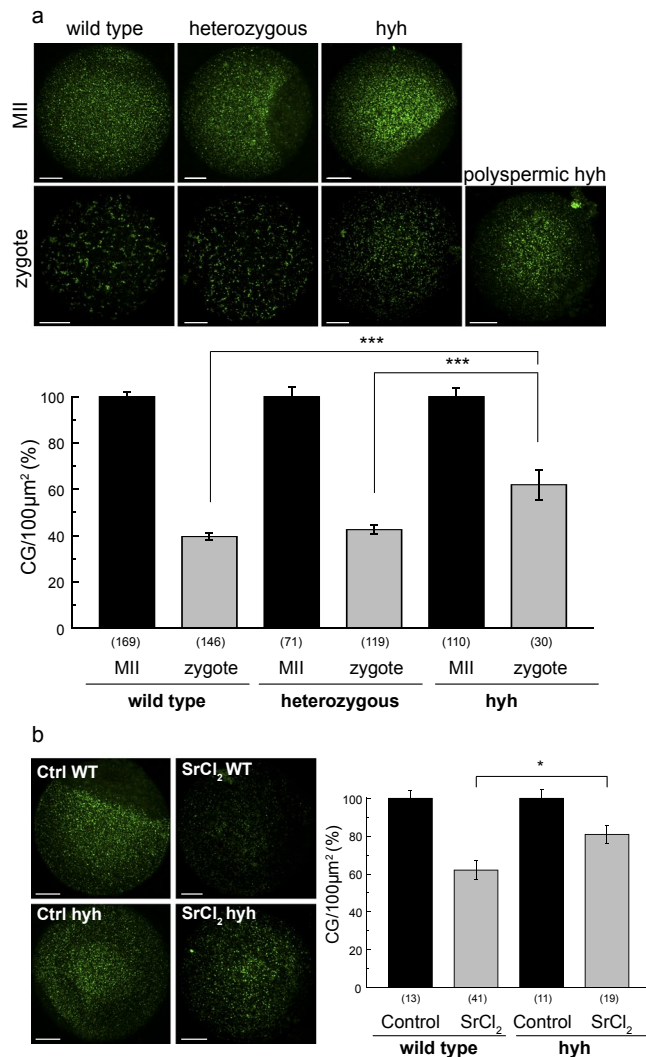 a
wild type heterozygous hyh
MII
polyspermic hyh
zygote
***
***
CG/100µm² (%)
100
80
60
40
20
0
(169) (146) (71) (119) (110) (30)
MII zygote MII zygote MII zygote
wild type heterozygous hyh
b
Ctrl WT SrCl₂ WT
Ctrl hyh SrCl₂ hyh
*
CG/100µm² (%)
100
80
60
40
20
0
(13) (41) (11) (19)
Control SrCl₂ Control SrCl₂
wild type hyh